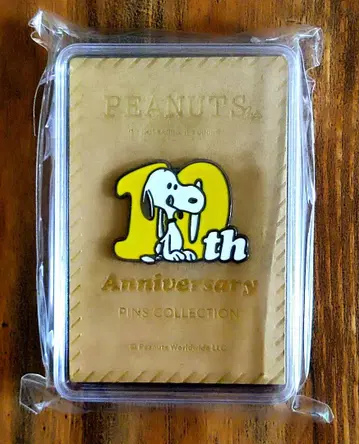 PEANUTS
10th
Anniversary
PINS COLLECTION
© Peanuts Worldwide LLC